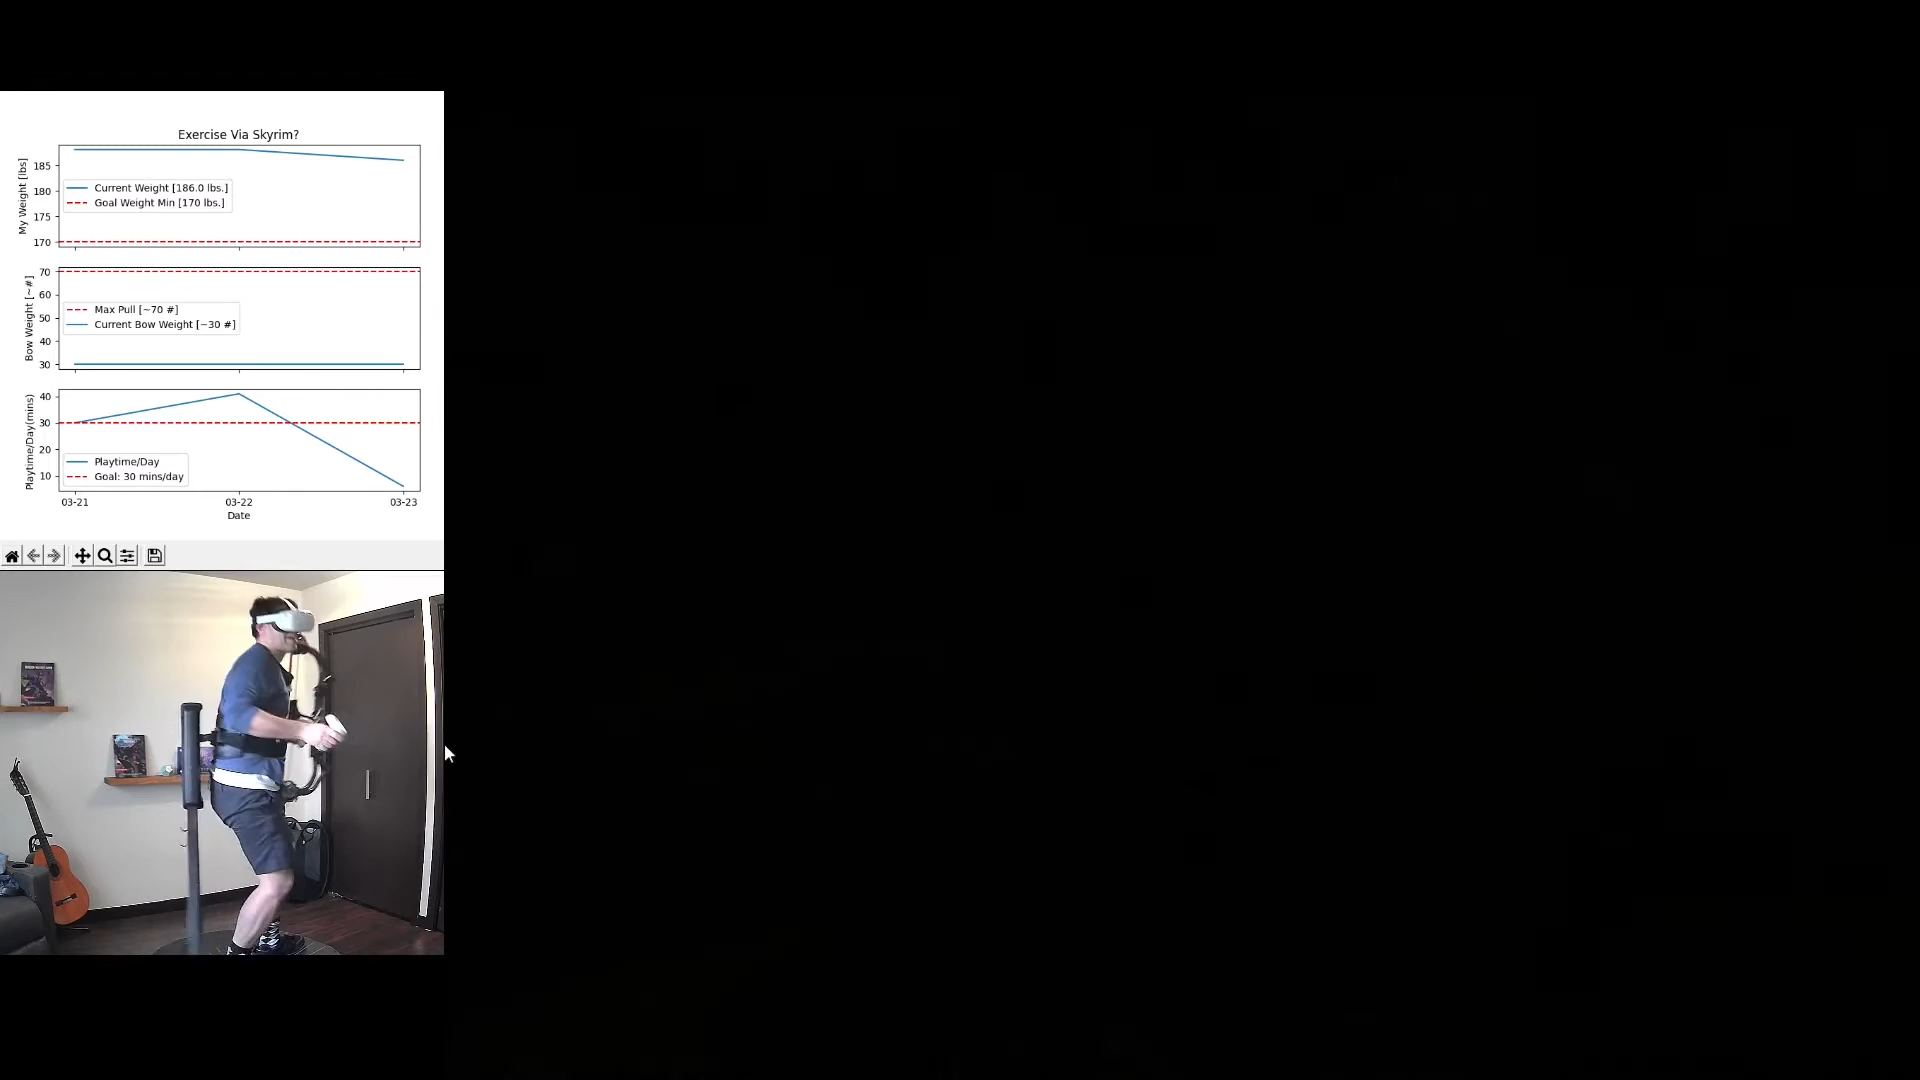 Exercise Via Skyrim?
My Weight [lbs]
185
180
175
170
Current Weight [186.0 lbs.]
Goal Weight Min [170 lbs.]
Bow Weight [~#]
70
60
50
40
30
Max Pull [~70 #]
Current Bow Weight [~30 #]
Playtime/Day(mins)
40
30
20
10
Playtime/Day
Goal: 30 mins/day
03-21 03-22 03-23
Date